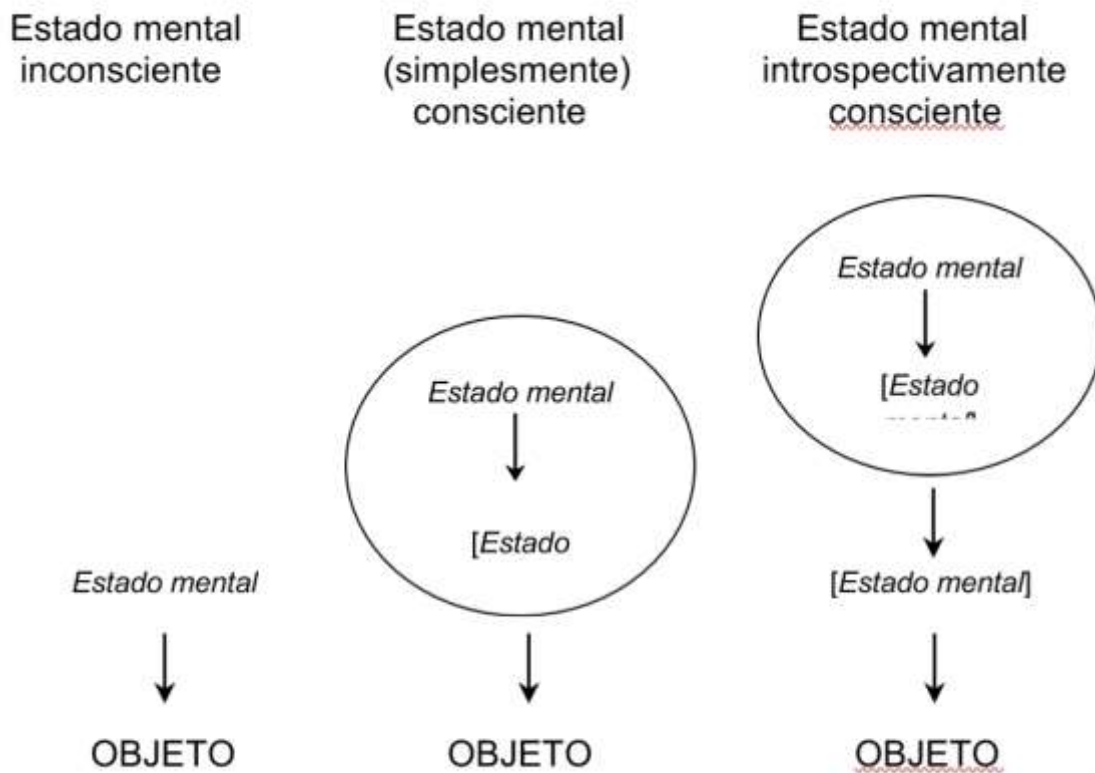 Estado mental
inconsciente
Estado mental
(simplesmente)
consciente
Estado mental
introspectivamente
consciente
Estado mental
OBJETO
Estado mental
[Estado
OBJETO
Estado mental
[Estado
[Estado mental]
OBJETO